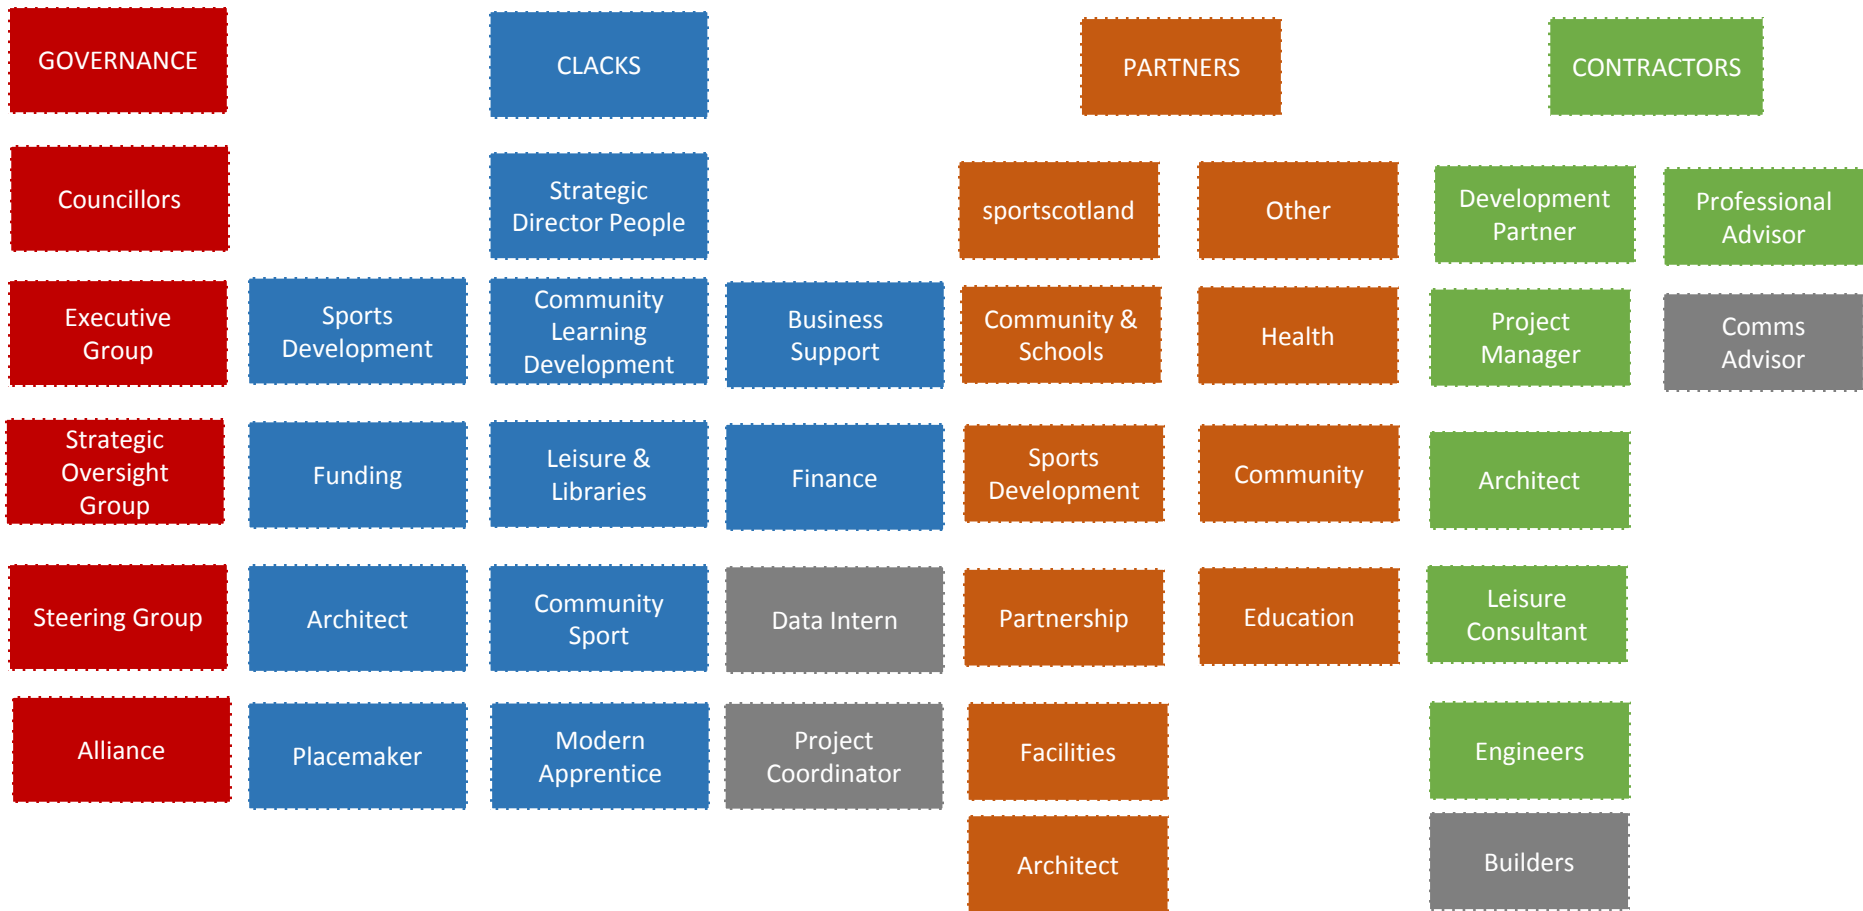 GOVERNANCE
CLACKS
PARTNERS
CONTRACTORS
Councillors
Strategic
Director People
sportscotland
Other
Development
Partner
Professional
Advisor
Executive
Group
Sports
Development
Community
Learning
Development
Business
Support
Community &
Schools
Health
Project
Manager
Comms
Advisor
Strategic
Oversight
Group
Funding
Leisure &
Libraries
Finance
Sports
Development
Community
Architect
Steering Group
Architect
Community
Sport
Data Intern
Partnership
Education
Leisure
Consultant
Alliance
Placemaker
Modern
Apprentice
Project
Coordinator
Facilities
Engineers
Architect
Builders